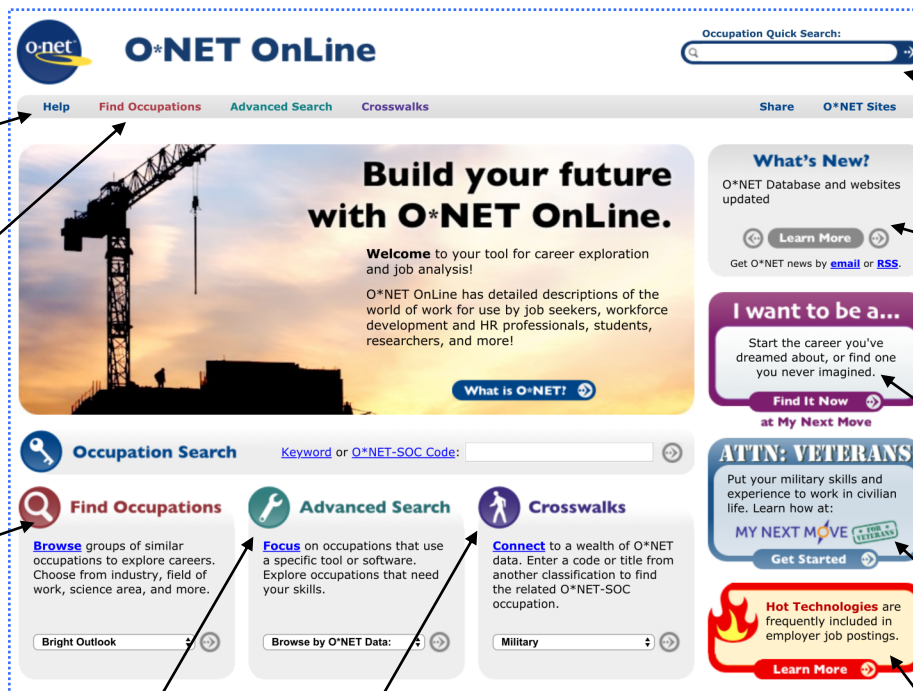 o·net
O*NET OnLine
Occupation Quick Search:
Help Find Occupations Advanced Search Crosswalks Share O*NET Sites
Build your future
with O*NET OnLine.
Welcome to your tool for career exploration
and job analysis!
O*NET OnLine has detailed descriptions of the
world of work for use by job seekers, workforce
development and HR professionals, students,
researchers, and more!
What is O*NET?
What's New?
O*NET Database and websites
updated
Learn More
Get O*NET news by email or RSS.
I want to be a...
Start the career you've
dreamed about, or find one
you never imagined.
Find It Now
at My Next Move
Occupation Search Keyword or O*NET-SOC Code:
ATTN: VETERANS
Put your military skills and
experience to work in civilian
life. Learn how at:
MY NEXT MOVE FOR VETERANS
Get Started
Find Occupations
Browse groups of similar
occupations to explore careers.
Choose from industry, field of
work, science area, and more.
Bright Outlook
Advanced Search
Focus on occupations that use
a specific tool or software.
Explore occupations that need
your skills.
Browse by O*NET Data:
Crosswalks
Connect to a wealth of O*NET
data. Enter a code or title from
another classification to find
the related O*NET-SOC
occupation.
Military
Hot Technologies are
frequently included in
employer job postings.
Learn More